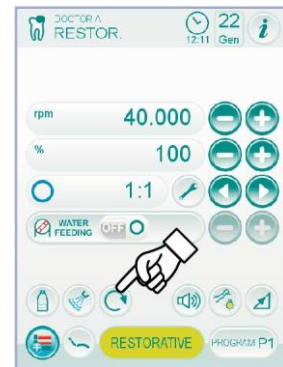 DOCTOR A
RESTOR.
12:11
22
Gen
i
rpm
40.000
%
100
1:1
WATER
FEEDING
OFF
RESTORATIVE
PROGRAM P1